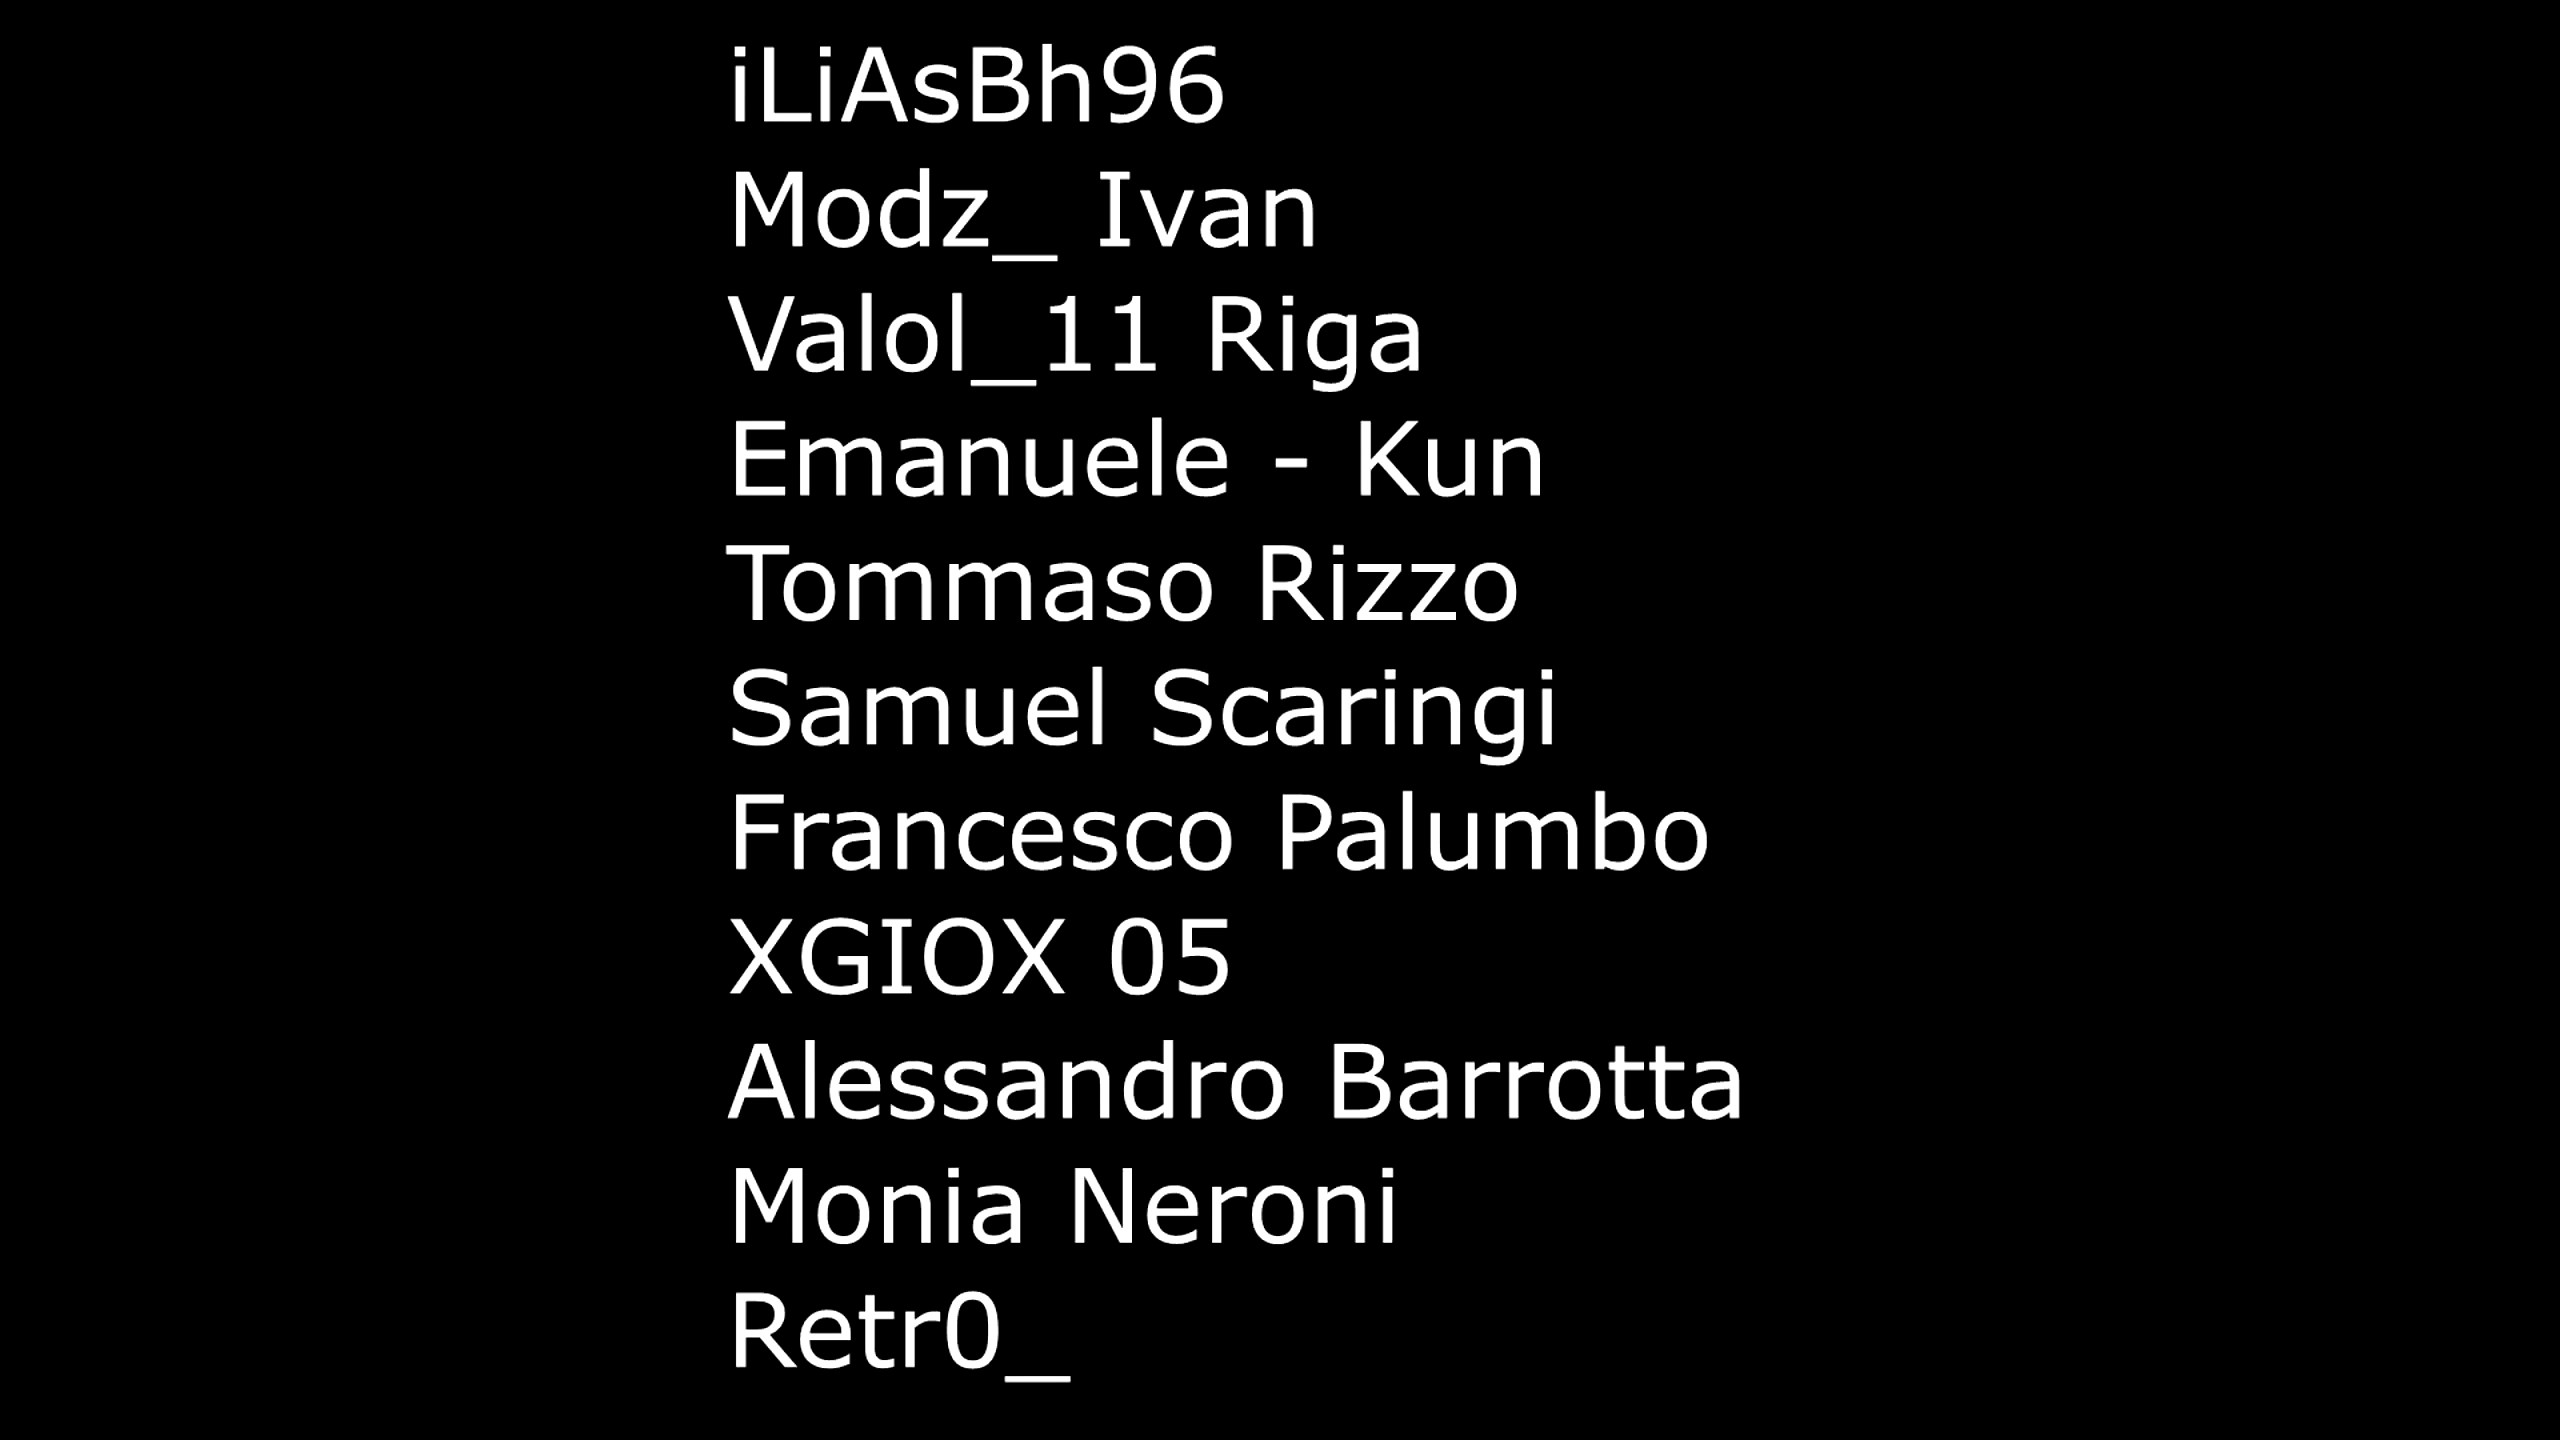 iLiAsBh96
Modz_ Ivan
Valol_11 Riga
Emanuele - Kun
Tommaso Rizzo
Samuel Scaringi
Francesco Palumbo
XGIOX 05
Alessandro Barrotta
Monia Neroni
Retr0_